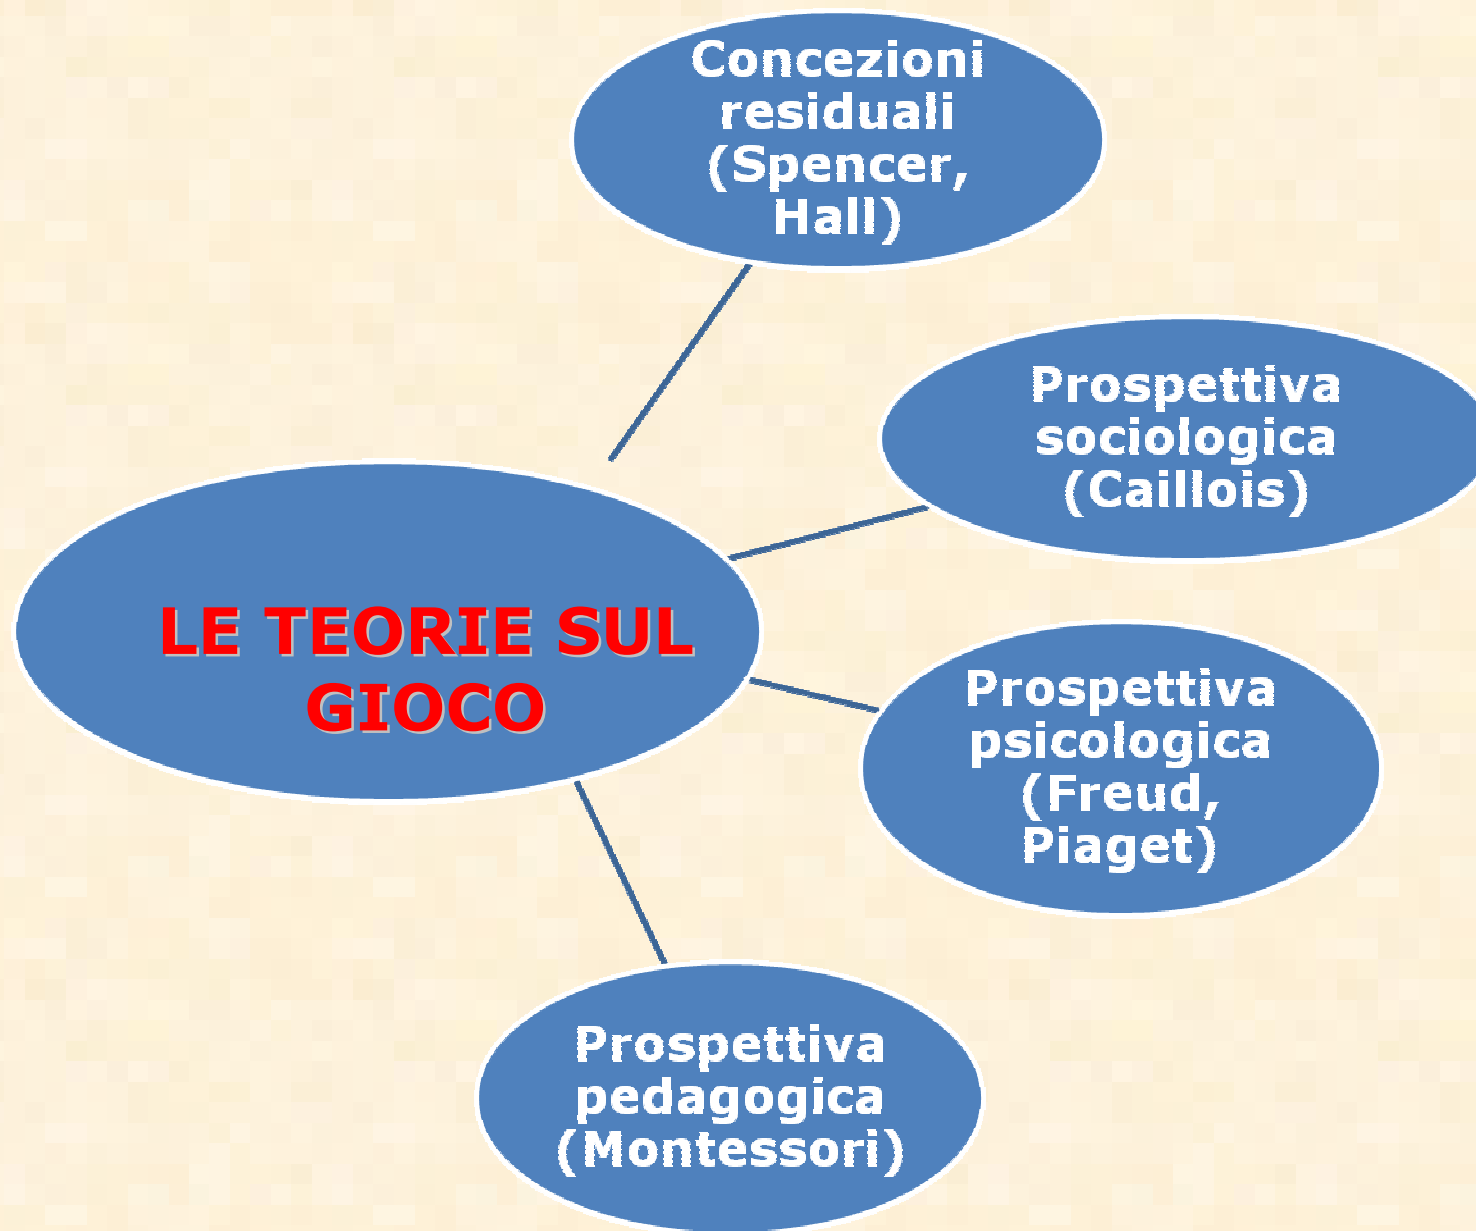 Concezioni
residuali
(Spencer,
Hall)
Prospettiva
sociologica
(Caillois)
LE TEORIE SUL
GIOCO
Prospettiva
psicologica
(Freud,
Piaget)
Prospettiva
pedagogica
(Montessori)